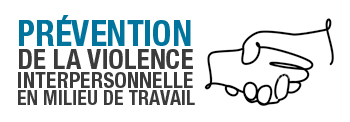 PRÉVENTION
DE LA VIOLENCE
INTERPERSONNELLE
EN MILIEU DE TRAVAIL